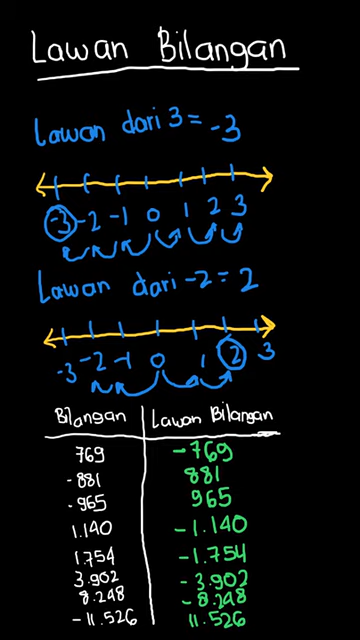 Lawan Bilangan
Lawan dari 3 = -3
-3 -2 -1 0 1 2 3
Lawan dari -2 = 2
-3 -2 -1 0 1 2 3
Bilangan Lawan Bilangan
769 -769
-881 881
-965 965
1.140 -1.140
1.754 -1.754
3.902 -3.902
8.248 -8.248
-11.526 11.526